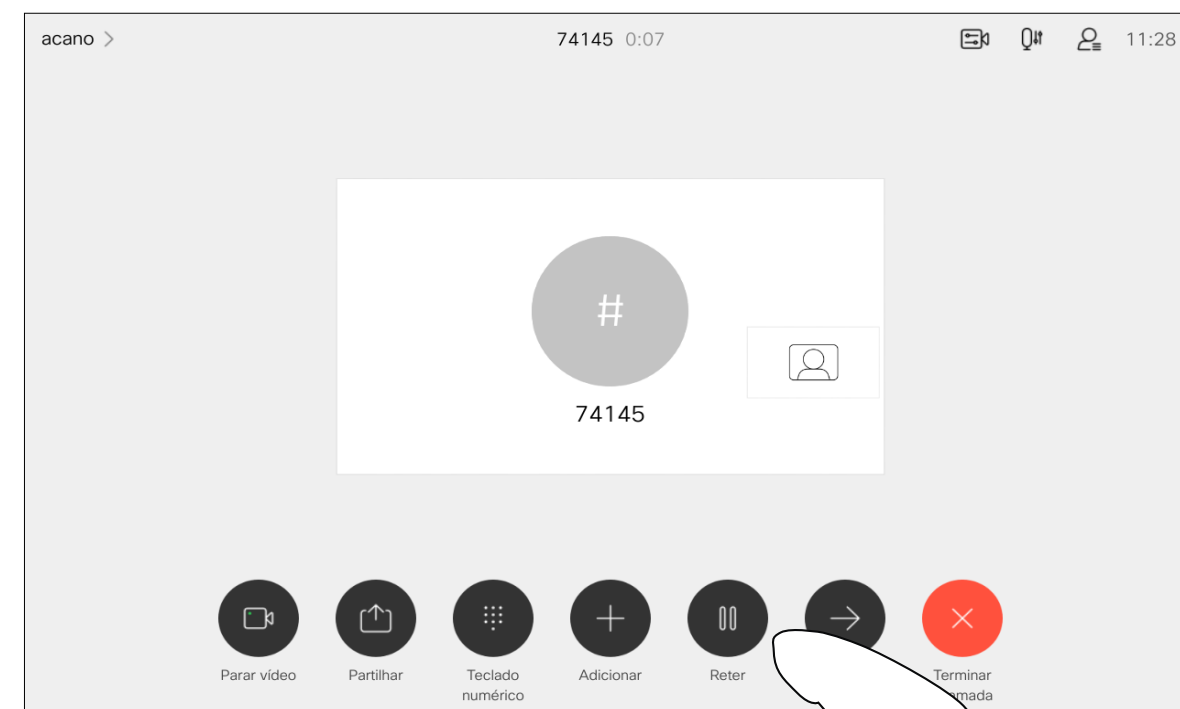 acano
74145 0:07
11:28
#
74145
Parar vídeo
Partilhar
Teclado
numérico
Adicionar
Reter
Terminar